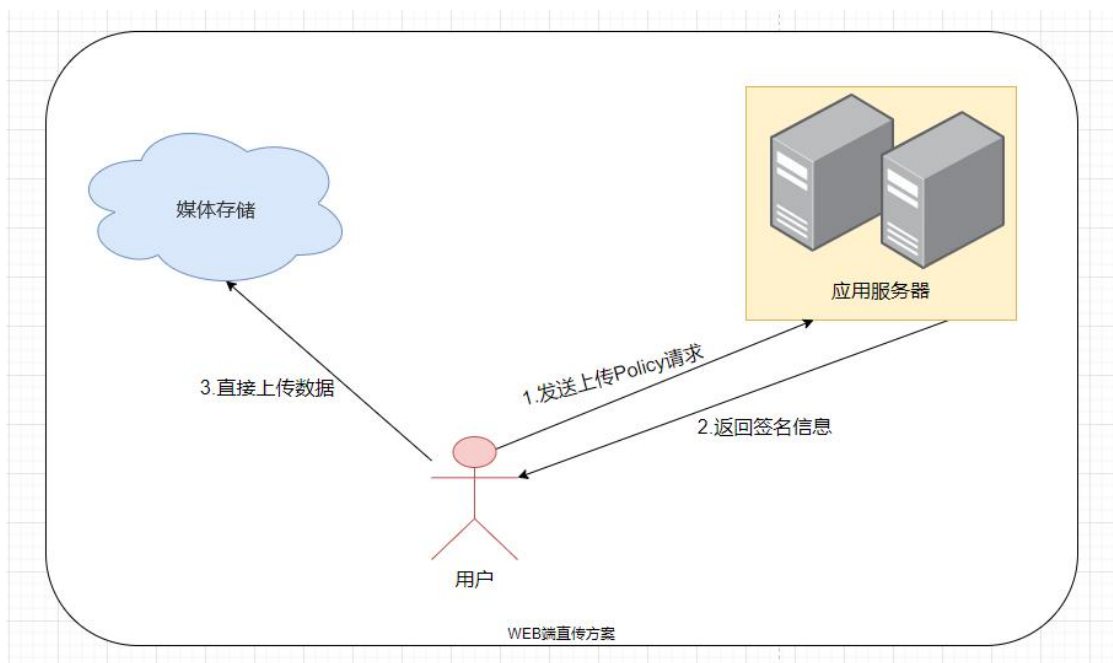 媒体存储
应用服务器
1.发送上传Policy请求
3.直接上传数据
2.返回签名信息
用户
WEB端直传方案